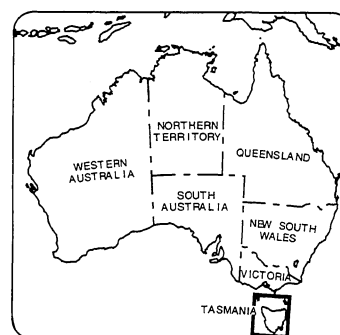 NORTHERN
TERRITORY
WESTERN
AUSTRALIA
QUEENSLAND
SOUTH
AUSTRALIA
NEW SOUTH
WALES
VICTORIA
TASMANIA